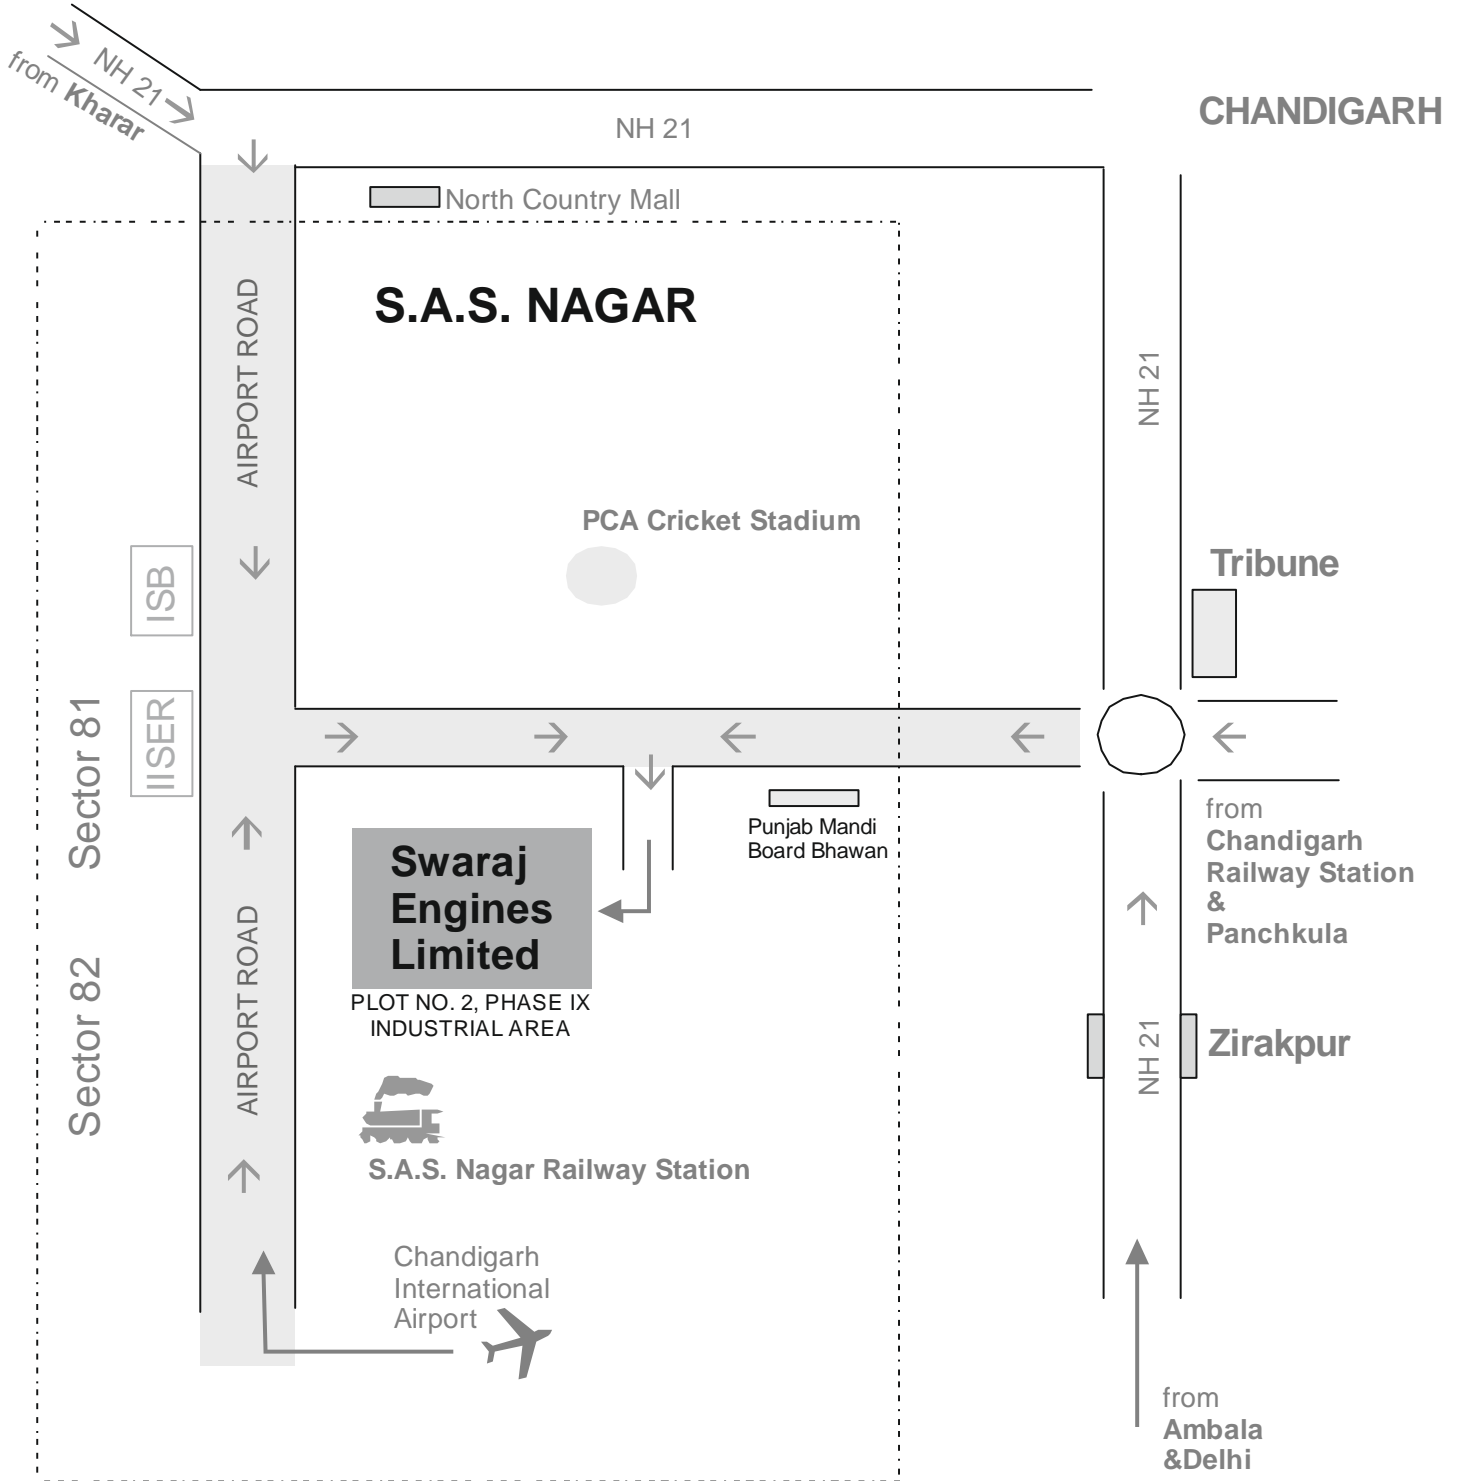 NH 21
from Kharar
CHANDIGARH
NH 21
North Country Mall
S.A.S. NAGAR
AIRPORT ROAD
NH 21
PCA Cricket Stadium
Tribune
ISB
IISER
Sector 81
from
Chandigarh
Railway Station
&
Panchkula
Punjab Mandi
Board Bhawan
Swaraj
Engines
Limited
PLOT NO. 2, PHASE IX
INDUSTRIAL AREA
AIRPORT ROAD
Sector 82
NH 21
Zirakpur
S.A.S. Nagar Railway Station
Chandigarh
International
Airport
from
Ambala
&Delhi